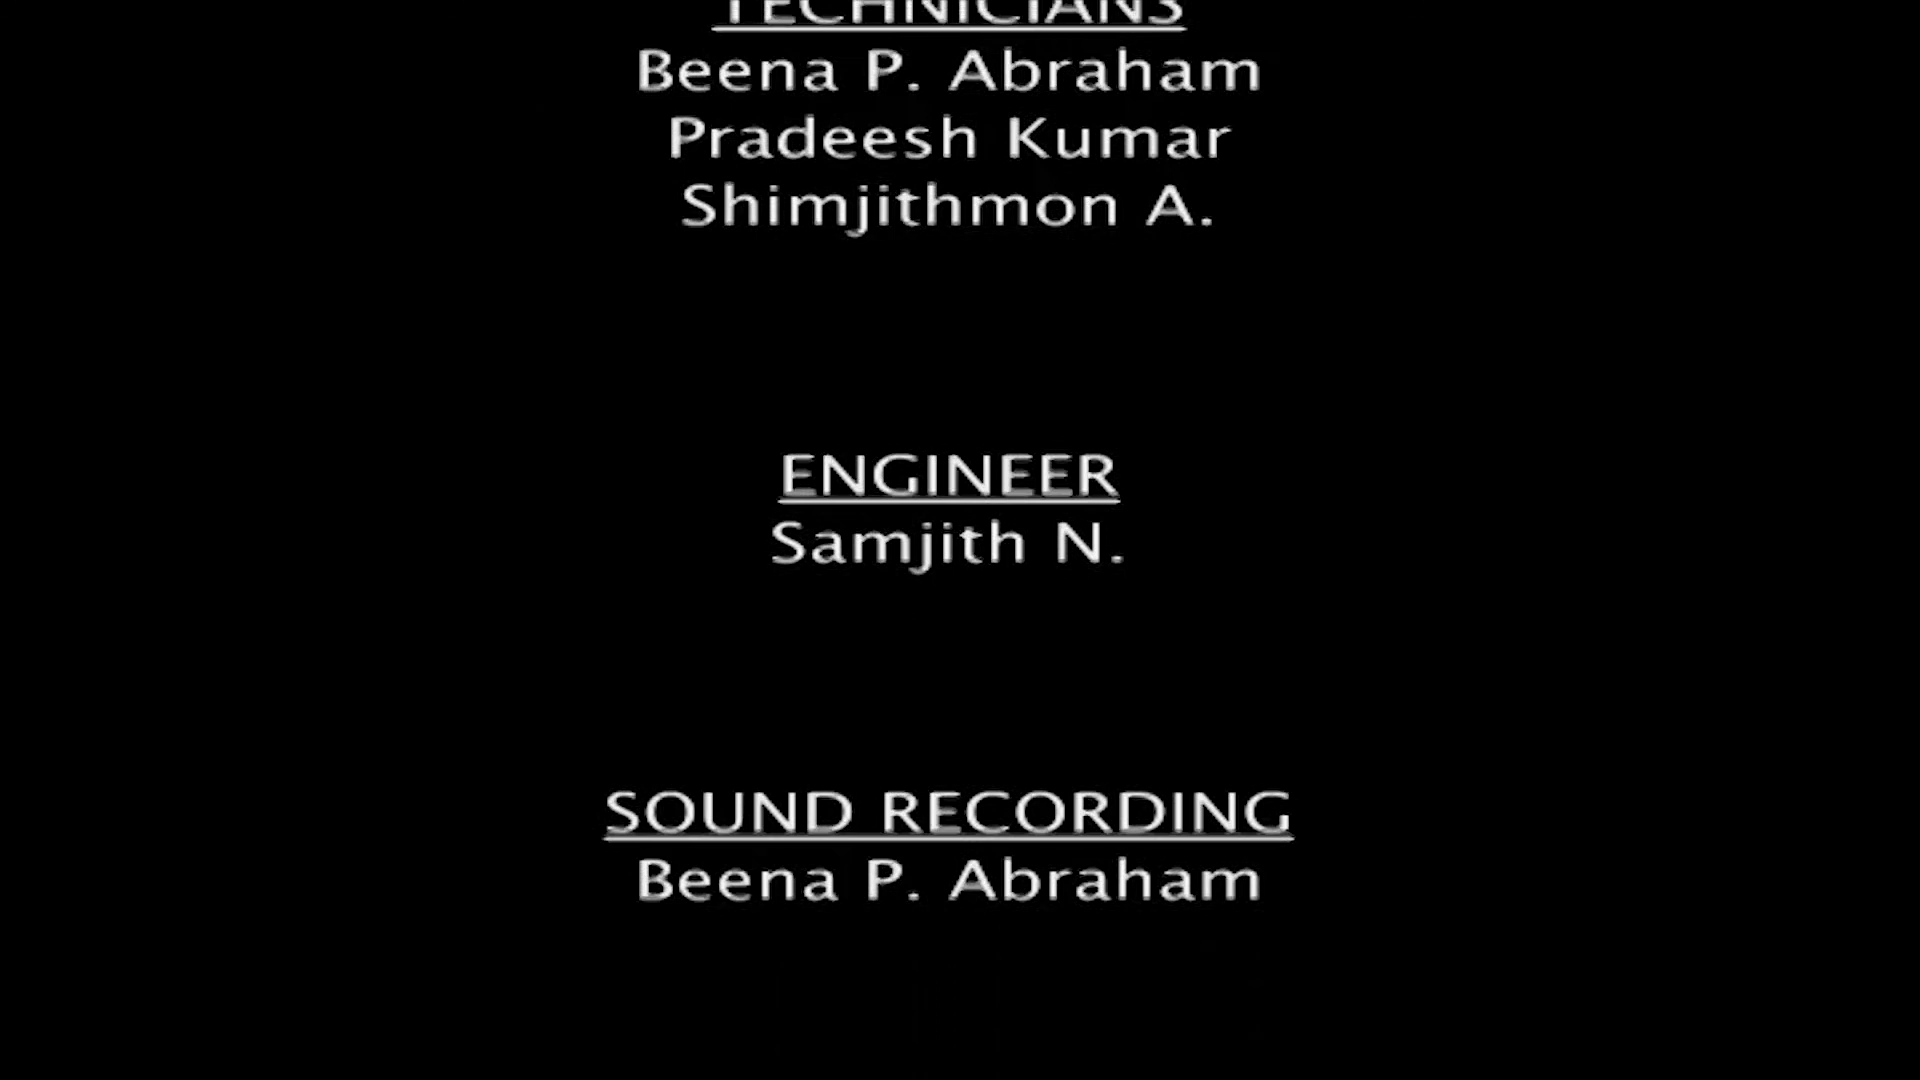 TECHNICIANS
Beena P. Abraham
Pradeesh Kumar
Shimjithmon A.
ENGINEER
Samjith N.
SOUND RECORDING
Beena P. Abraham